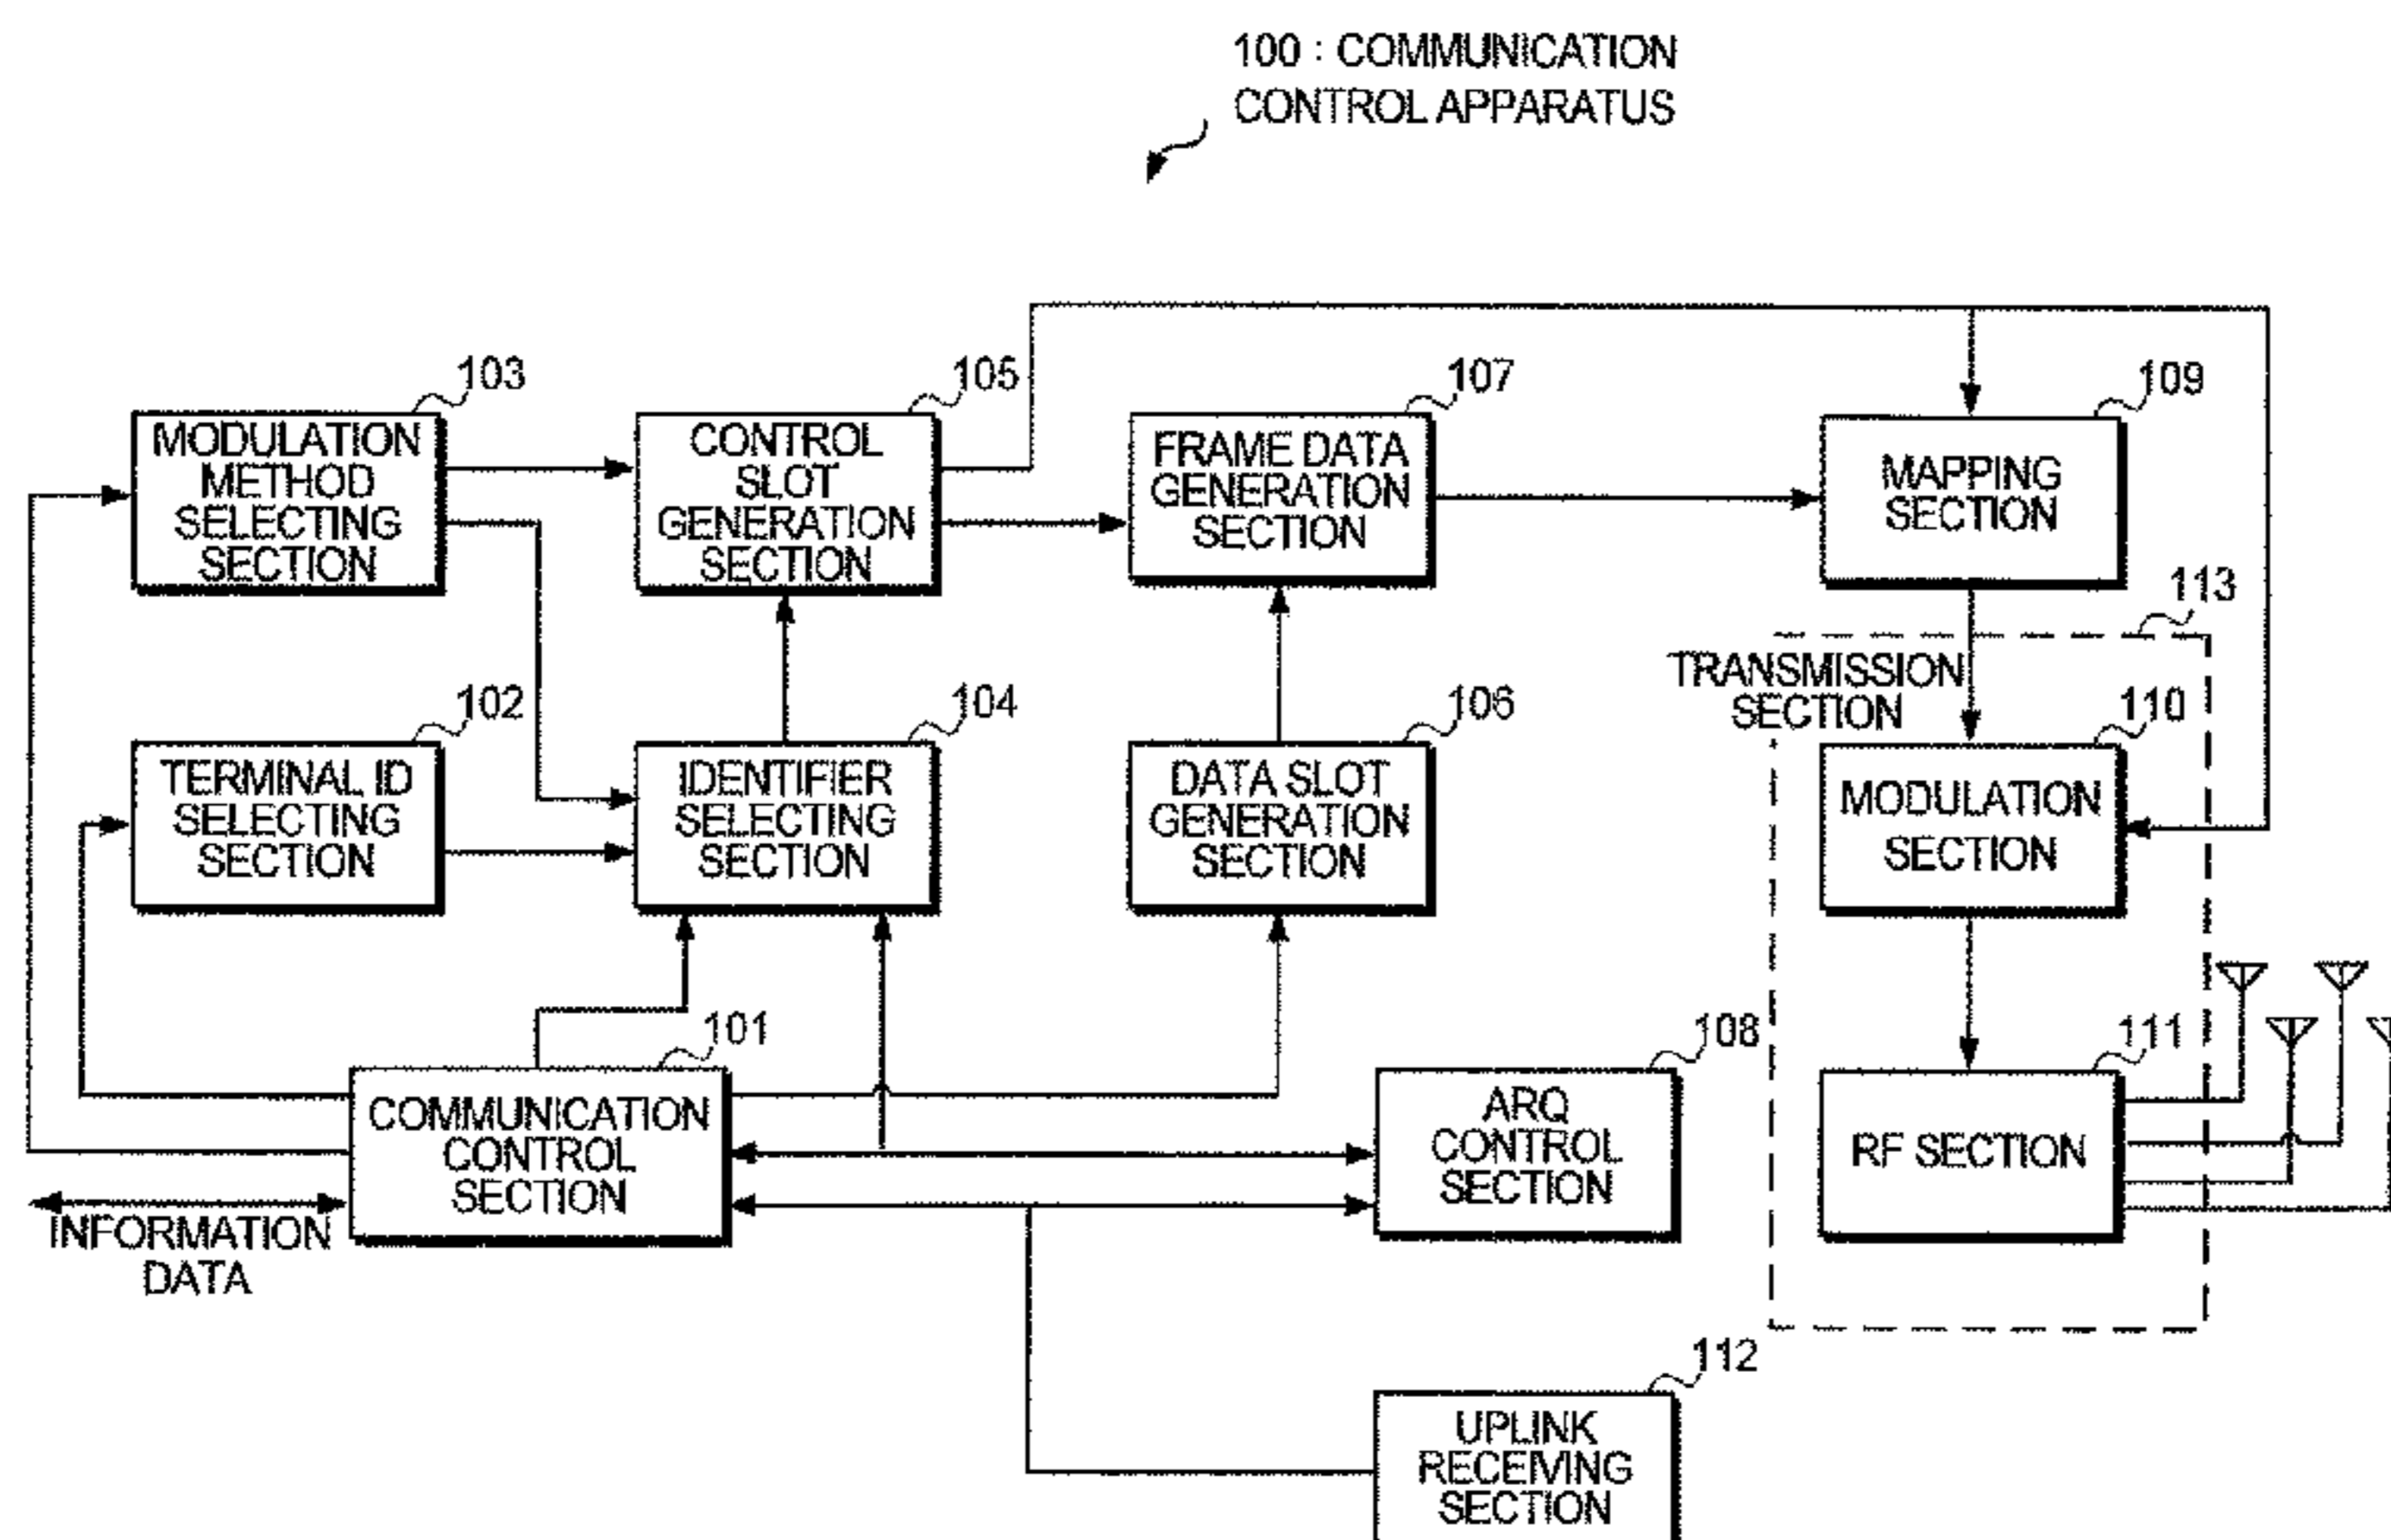 100 : COMMUNICATION
CONTROL APPARATUS
103
MODULATION
METHOD
SELECTING
SECTION
105
CONTROL
SLOT
GENERATION
SECTION
107
FRAME DATA
GENERATION
SECTION
109
MAPPING
SECTION
113
TRANSMISSION
SECTION
102
TERMINAL ID
SELECTING
SECTION
104
IDENTIFIER
SELECTING
SECTION
106
DATA SLOT
GENERATION
SECTION
110
MODULATION
SECTION
101
COMMUNICATION
CONTROL
SECTION
108
ARQ
CONTROL
SECTION
111
RF SECTION
INFORMATION
DATA
112
UPLINK
RECEIVING
SECTION